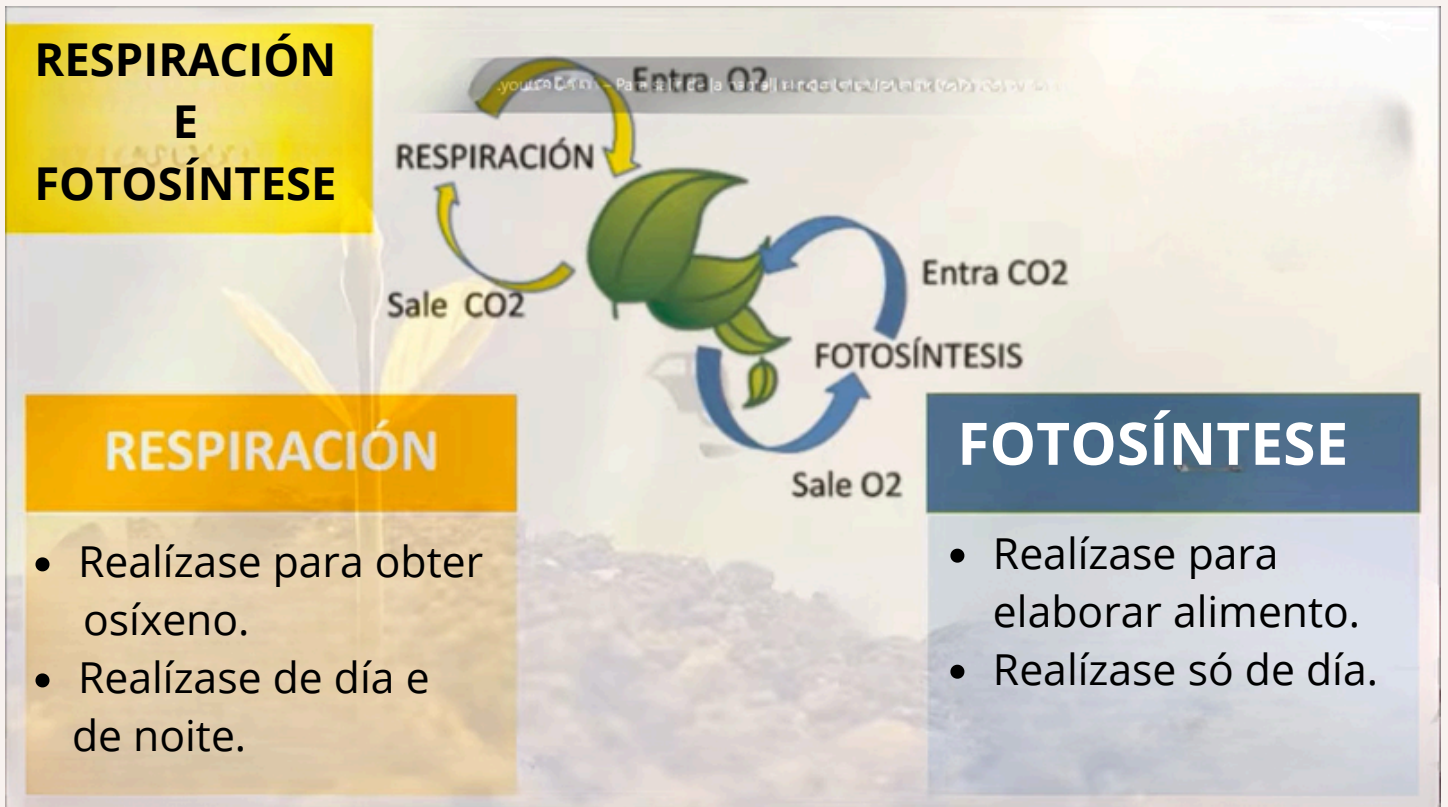 RESPIRACIÓN
E
FOTOSÍNTESE
Entra O2
RESPIRACIÓN
Sale CO2
Entra CO2
FOTOSÍNTESIS
Sale O2
RESPIRACIÓN
• Realízase para obter
osíxeno.
• Realízase de día e
de noite.
FOTOSÍNTESE
• Realízase para
elaborar alimento.
• Realízase só de día.